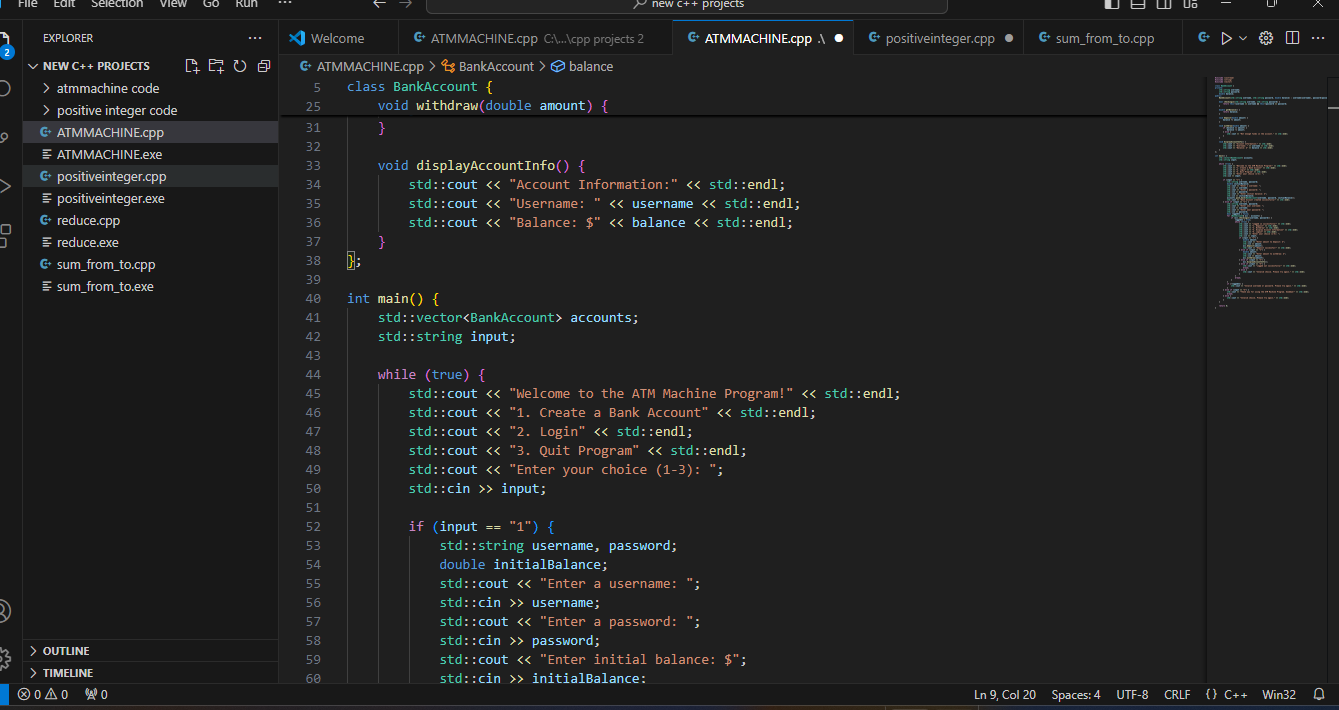 File Edit Selection View Go Run ··· new c++ projects
2
EXPLORER ···
NEW C++ PROJECTS
atmmachine code
positive integer code
ATMMACHINE.cpp
ATMMACHINE.exe
positiveinteger.cpp
positiveinteger.exe
reduce.cpp
reduce.exe
sum_from_to.cpp
sum_from_to.exe
OUTLINE
TIMELINE
Welcome ATMMACHINE.cpp C:\...\cpp projects 2 ATMMACHINE.cpp .\ positiveinteger.cpp sum_from_to.cpp
ATMMACHINE.cpp > BankAccount > balance
5 class BankAccount {
25 void withdraw(double amount) {
31 }
32
33 void displayAccountInfo() {
34 std::cout << "Account Information:" << std::endl;
35 std::cout << "Username: " << username << std::endl;
36 std::cout << "Balance: $" << balance << std::endl;
37 }
38 };
39
40 int main() {
41 std::vector<BankAccount> accounts;
42 std::string input;
43
44 while (true) {
45 std::cout << "Welcome to the ATM Machine Program!" << std::endl;
46 std::cout << "1. Create a Bank Account" << std::endl;
47 std::cout << "2. Login" << std::endl;
48 std::cout << "3. Quit Program" << std::endl;
49 std::cout << "Enter your choice (1-3): ";
50 std::cin >> input;
51
52 if (input == "1") {
53 std::string username, password;
54 double initialBalance;
55 std::cout << "Enter a username: ";
56 std::cin >> username;
57 std::cout << "Enter a password: ";
58 std::cin >> password;
59 std::cout << "Enter initial balance: $";
60 std::cin >> initialBalance;
0 0 0 Ln 9, Col 20 Spaces: 4 UTF-8 CRLF {} C++ Win32